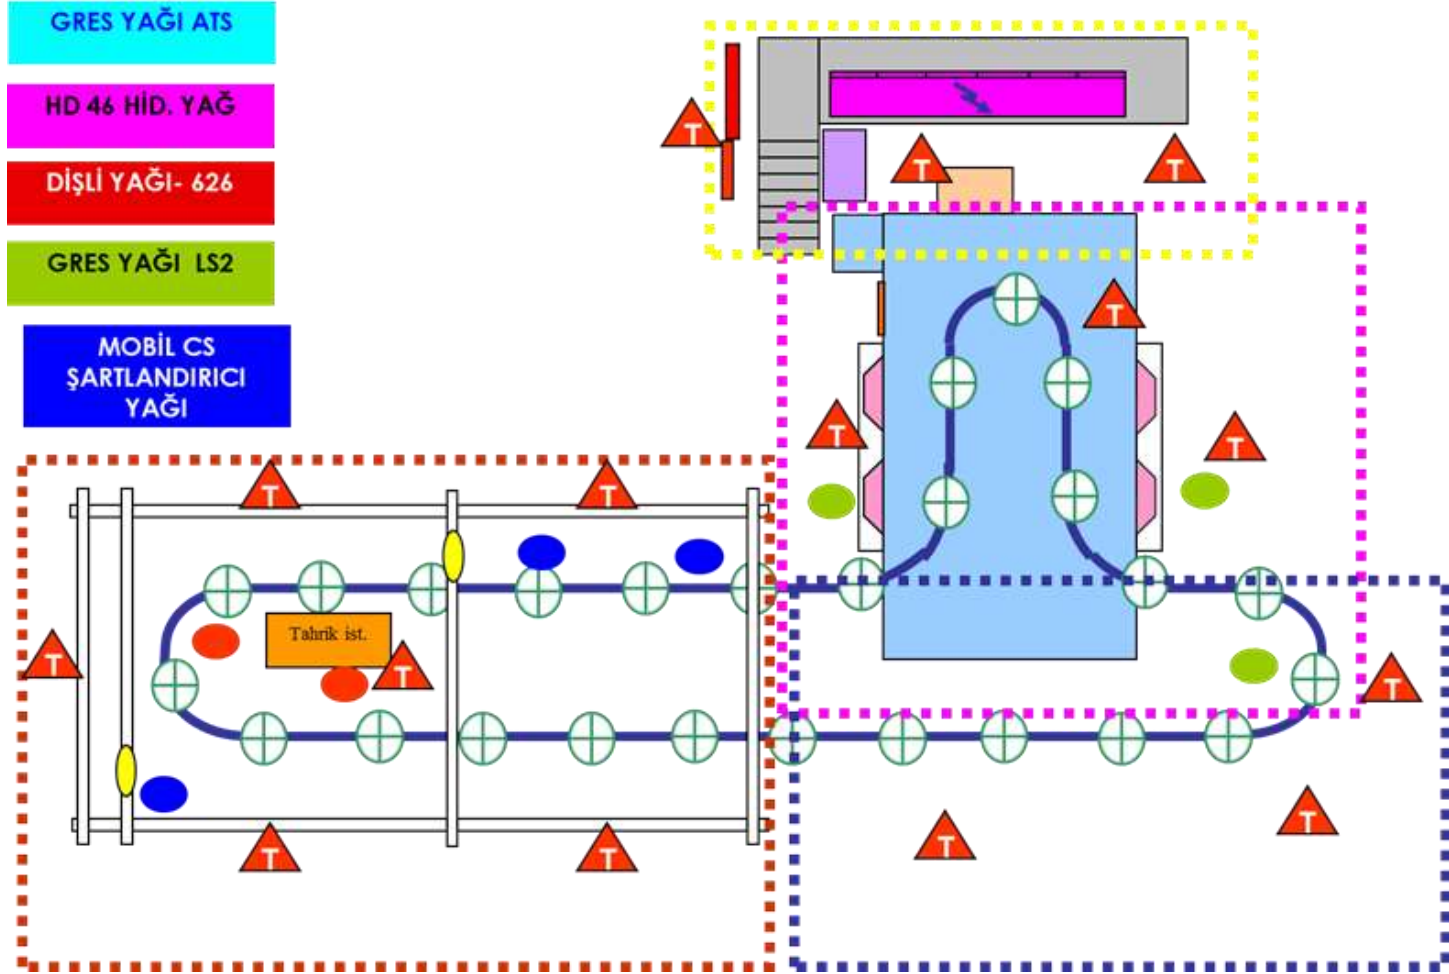 GRES YAĞI ATS
HD 46 HİD. YAĞ
DİŞLİ YAĞI- 626
GRES YAĞI LS2
MOBİL CS
ŞARTLANDIRICI
YAĞI
T
T
T
T
T
T
T
T
T
Tahrik ist.
T
T
T
T
T
T
T